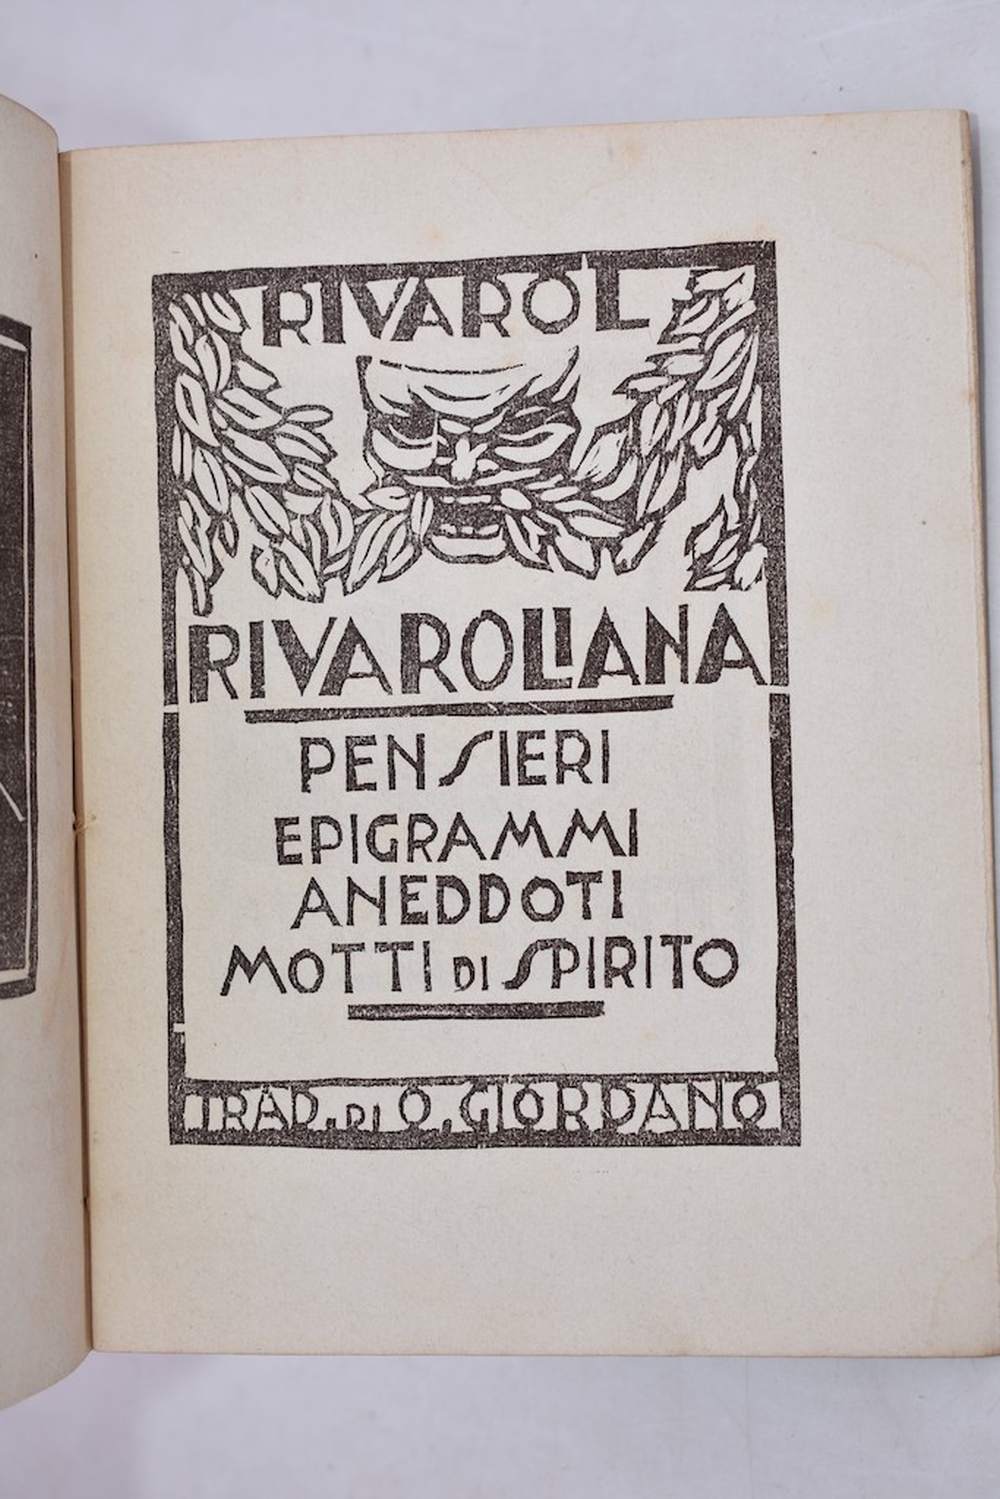 RIVAROL
RIVAROLIANA
PENSIERI
EPIGRAMMI
ANEDDOTI
MOTTI DI SPIRITO
TRAD. DI O. GIORDANO